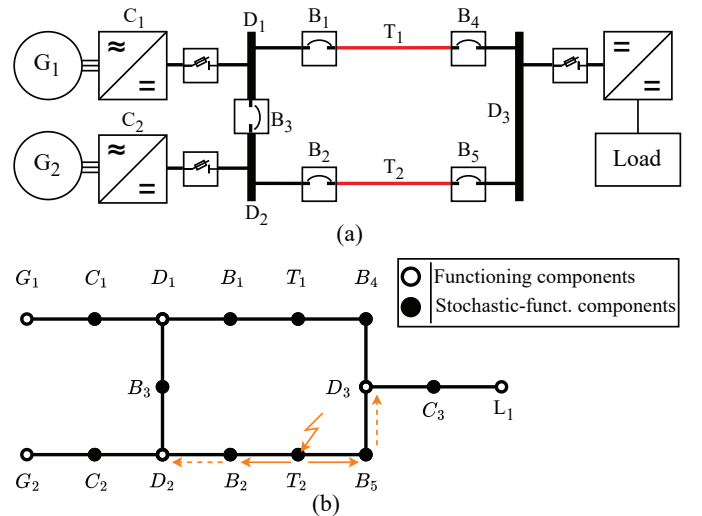 C₁ D₁ B₁ B₄
G₁ ≈ = T₁ = =
B₃ D₃
C₂
G₂ ≈ = B₂ T₂ B₅ Load
D₂
(a)
G₁ C₁ D₁ B₁ T₁ B₄
Functioning components
Stochastic-funct. components
B₃ D₃
C₃ L₁
G₂ C₂ D₂ B₂ T₂ B₅
(b)